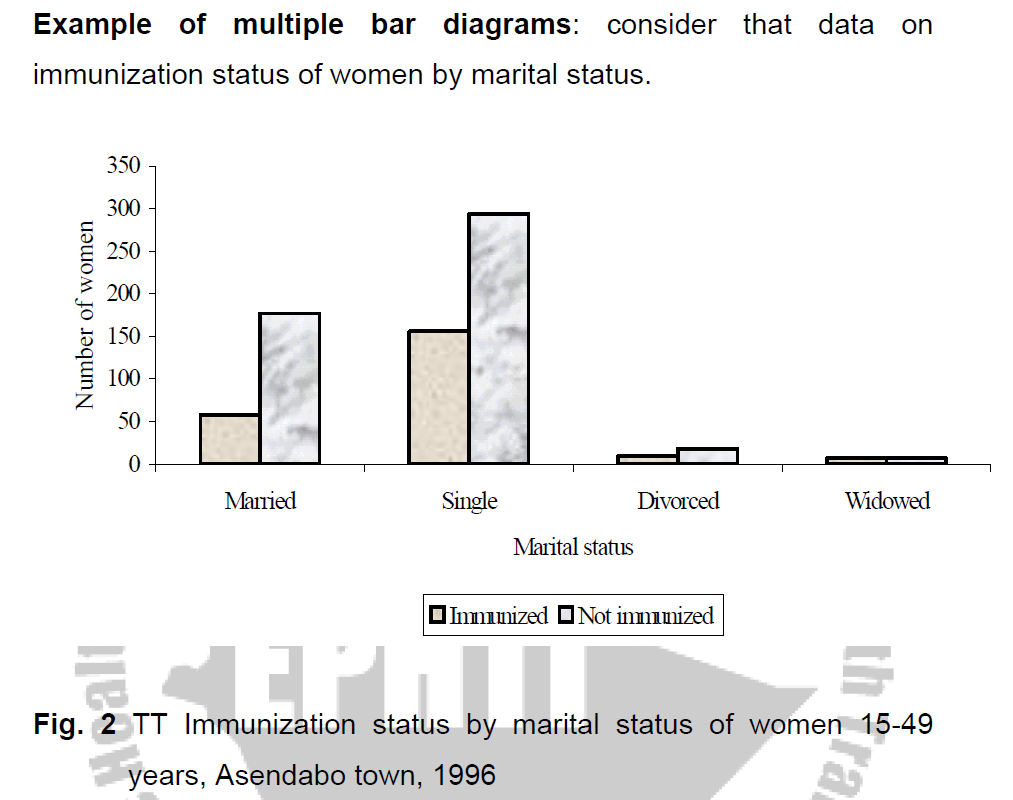 Example of multiple bar diagrams: consider that data on
immunization status of women by marital status.
350
300
250
200
150
100
50
0
Number of women
Married Single Divorced Widowed
Marital status
Immunized Not immunized
Fig. 2 TT Immunization status by marital status of women 15-49
years, Asendabo town, 1996